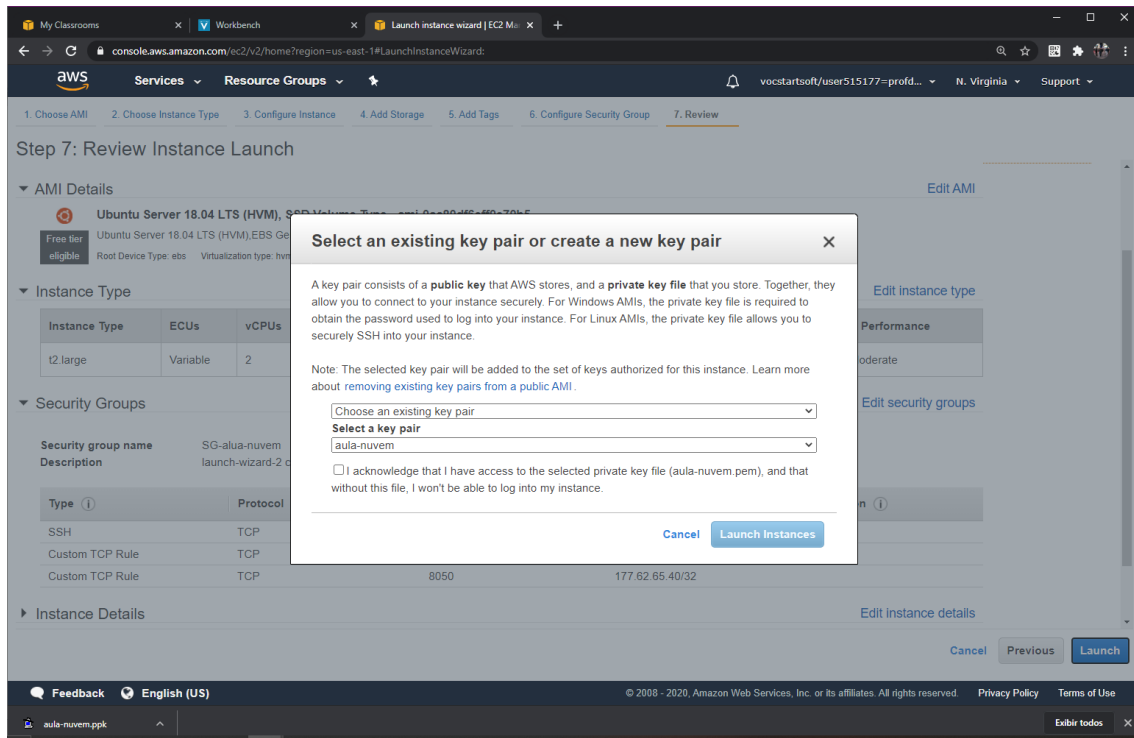 My Classrooms
Workbench
Launch instance wizard | EC2 Ma
console.aws.amazon.com/ec2/v2/home?region=us-east-1#LaunchInstanceWizard:
aws Services Resource Groups vocstartsoft/user515177=profd... N. Virginia Support
1. Choose AMI 2. Choose Instance Type 3. Configure Instance 4. Add Storage 5. Add Tags 6. Configure Security Group 7. Review
Step 7: Review Instance Launch
AMI Details Edit AMI
Ubuntu Server 18.04 LTS (HVM),
Free tier eligible
Ubuntu Server 18.04 LTS (HVM),EBS Ge
Root Device Type: ebs Virtualization type: hvm
Instance Type Edit instance type
Instance Type ECUs vCPUs Performance
t2.large Variable 2 oderate
Security Groups Edit security groups
Security group name SG-alua-nuvem
Description launch-wizard-2 c
Type Protocol n
SSH TCP
Custom TCP Rule TCP
Custom TCP Rule TCP 8050 177.62.65.40/32
Instance Details Edit instance details
Select an existing key pair or create a new key pair
A key pair consists of a public key that AWS stores, and a private key file that you store. Together, they
allow you to connect to your instance securely. For Windows AMIs, the private key file is required to
obtain the password used to log into your instance. For Linux AMIs, the private key file allows you to
securely SSH into your instance.
Note: The selected key pair will be added to the set of keys authorized for this instance. Learn more
about removing existing key pairs from a public AMI .
Choose an existing key pair
Select a key pair
aula-nuvem
I acknowledge that I have access to the selected private key file (aula-nuvem.pem), and that
without this file, I won't be able to log into my instance.
Cancel Launch Instances
Cancel Previous Launch
Feedback English (US) © 2008 - 2020, Amazon Web Services, Inc. or its affiliates. All rights reserved. Privacy Policy Terms of Use
aula-nuvem.ppk Exibir todos